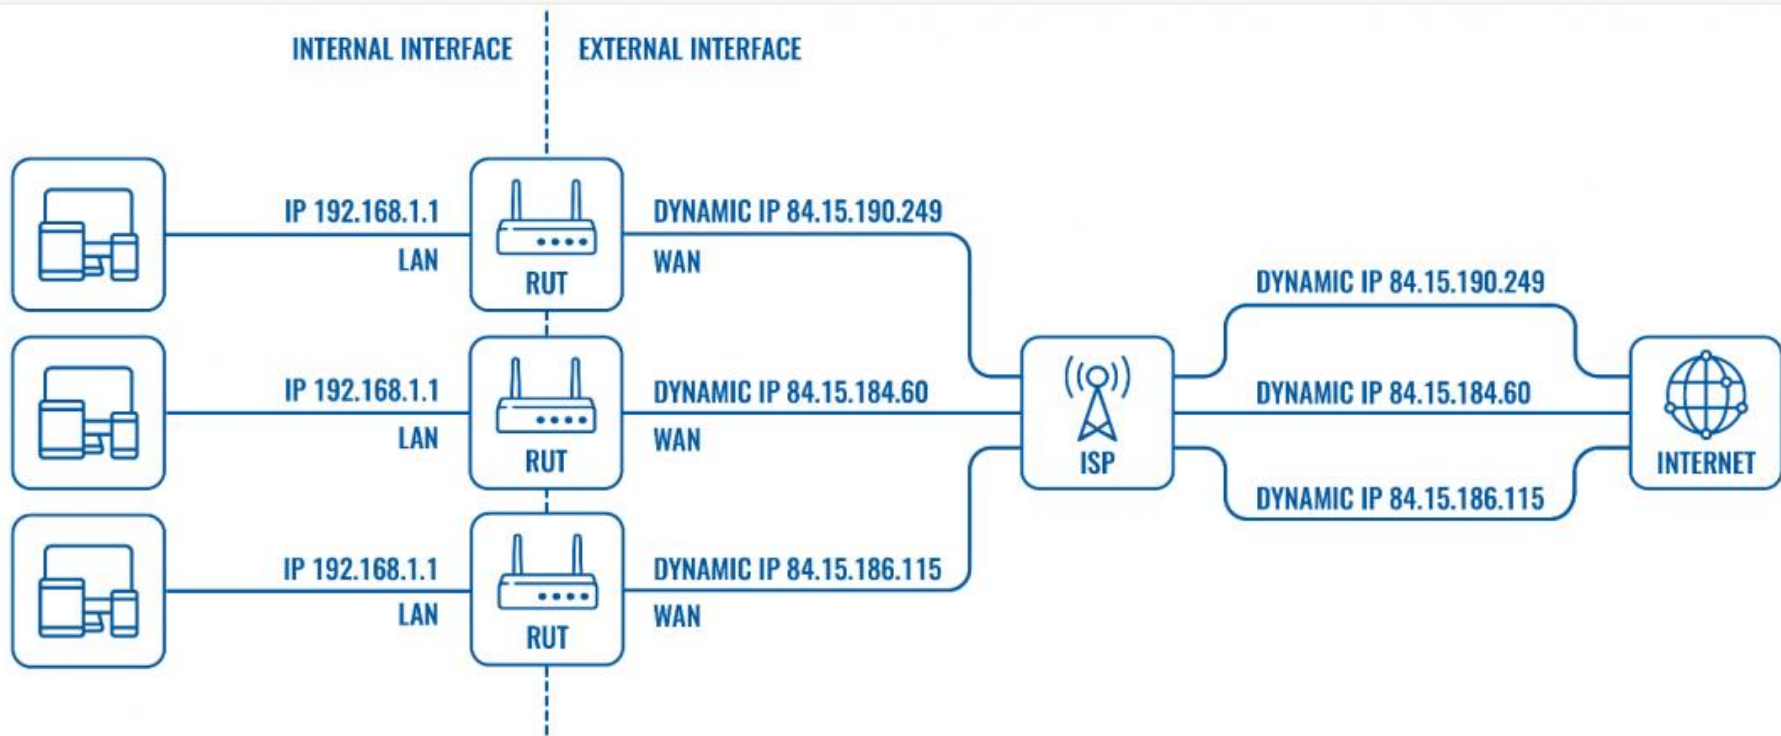 INTERNAL INTERFACE
EXTERNAL INTERFACE
IP 192.168.1.1
LAN
RUT
DYNAMIC IP 84.15.190.249
WAN
IP 192.168.1.1
LAN
RUT
DYNAMIC IP 84.15.184.60
WAN
IP 192.168.1.1
LAN
RUT
DYNAMIC IP 84.15.186.115
WAN
ISP
DYNAMIC IP 84.15.190.249
DYNAMIC IP 84.15.184.60
DYNAMIC IP 84.15.186.115
INTERNET